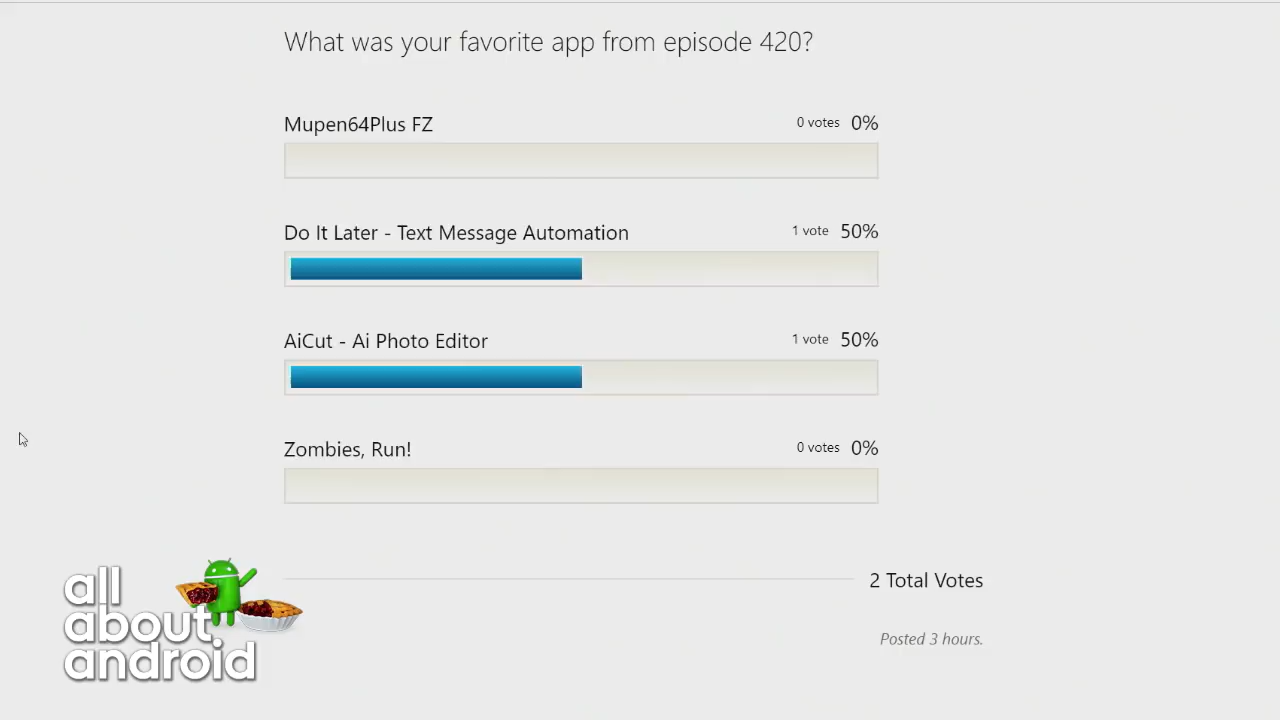 What was your favorite app from episode 420?
Mupen64Plus FZ 0 votes 0%
Do It Later - Text Message Automation 1 vote 50%
AiCut - Ai Photo Editor 1 vote 50%
Zombies, Run! 0 votes 0%
2 Total Votes
Posted 3 hours.
all
about
android